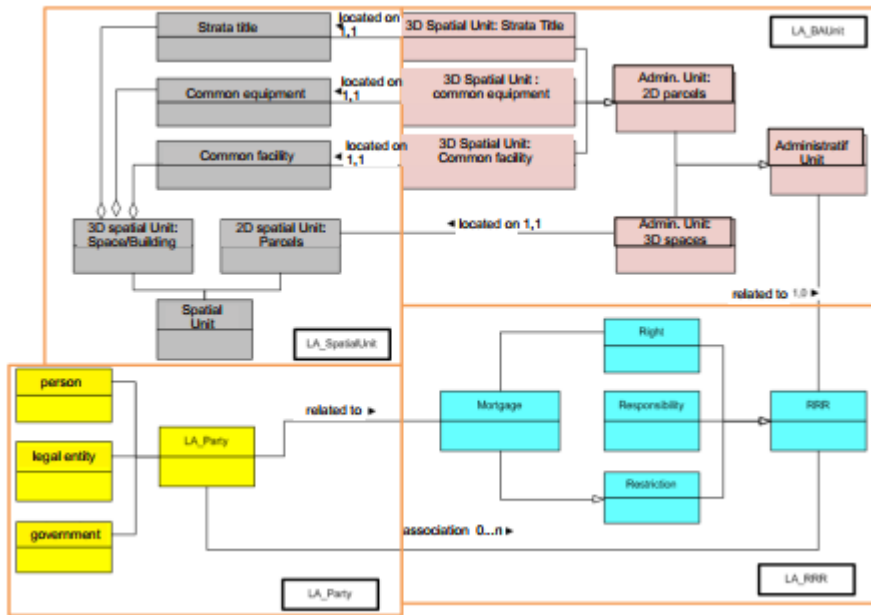 Strata title
located on
1,1
3D Spatial Unit: Strata Title
LA_BAUnit
Common equipment
located on
1,1
3D Spatial Unit :
common equipment
Admin. Unit:
2D parcels
Common facility
located on
1,1
3D Spatial Unit:
Common facility
Administratif
Unit
3D spatial Unit:
Space/Building
2D spatial Unit:
Parcels
located on 1,1
Admin. Unit:
3D spaces
related to 1,0
Spatial
Unit
LA_SpatialUnit
Right
person
related to
Mortgage
Responsibility
RRR
legal entity
LA_Party
Restriction
government
association 0...n
LA_Party
LA_RRR